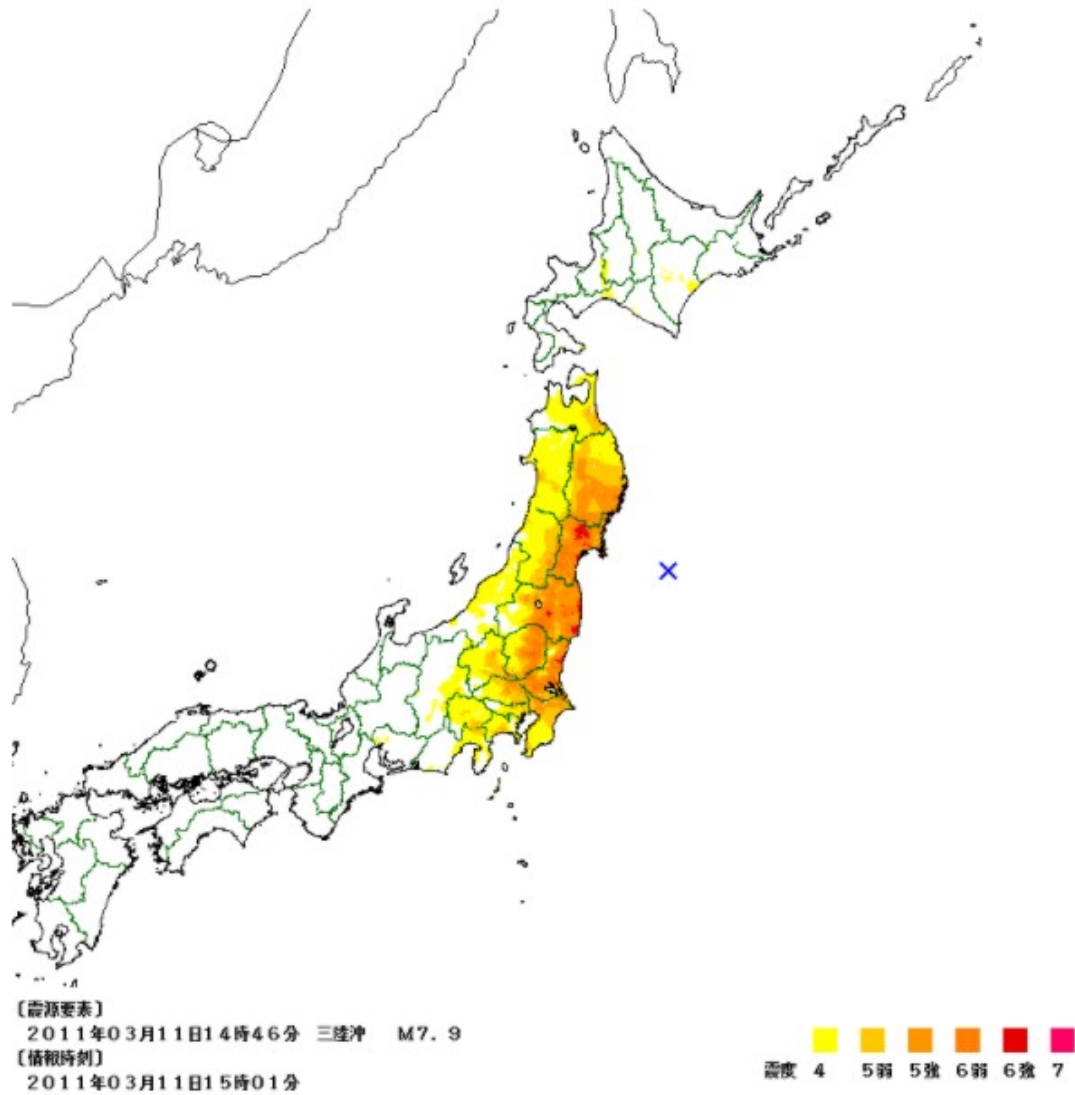 〔震源要素〕
2011年03月11日14時46分 三陸沖 M7.9
〔情報時刻〕
2011年03月11日15時01分
震度 4 5弱 5強 6弱 6強 7